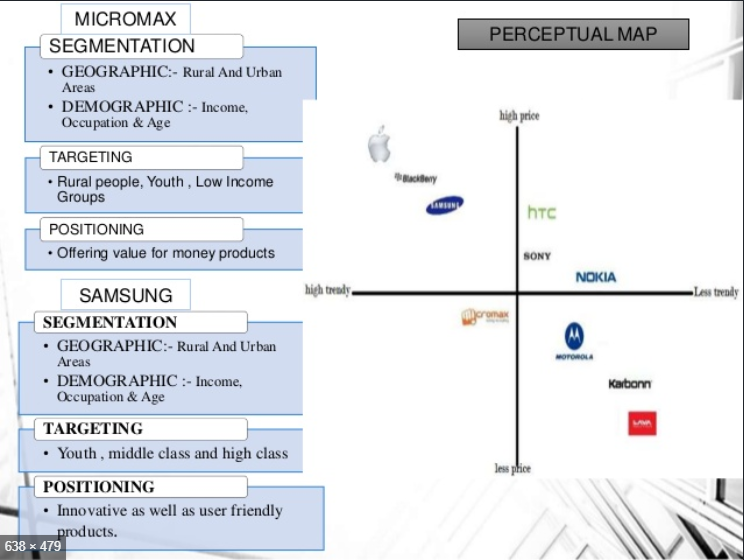 MICROMAX
SEGMENTATION
• GEOGRAPHIC:- Rural And Urban
Areas
• DEMOGRAPHIC :- Income,
Occupation & Age
TARGETING
• Rural people, Youth , Low Income
Groups
POSITIONING
• Offering value for money products
SAMSUNG
SEGMENTATION
• GEOGRAPHIC:- Rural And Urban
Areas
• DEMOGRAPHIC :- Income,
Occupation & Age
TARGETING
• Youth , middle class and high class
POSITIONING
• Innovative as well as user friendly
products.
638 × 479
PERCEPTUAL MAP
high price
BlackBerry
SAMSUNG
hTC
SONY
NOKIA
high trendy
Less trendy
micromax
MOTOROLA
Karbonn
LAVA
less price